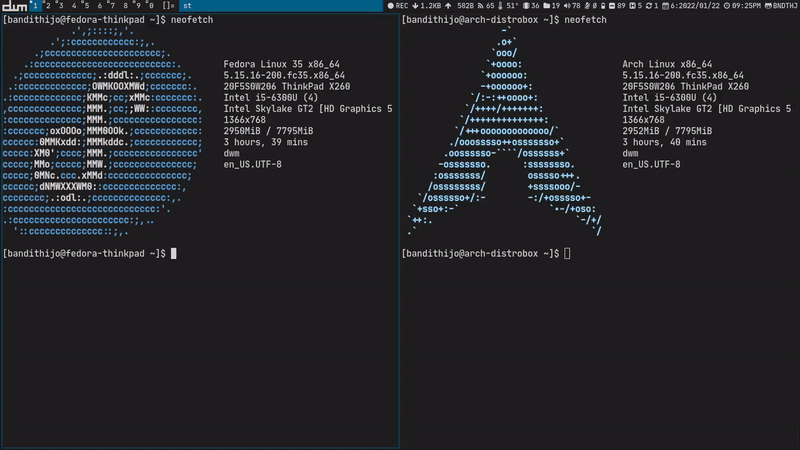 dwm 1 2 3 4 5 6 7 8 9 0 []= st REC 1.2KB 582B 65 51° 36 19 78 0 89 H 5 1 6:2022/01/22 09:25PM BNDTHJ
[bandithijo@fedora-thinkpad ~]$ neofetch
Fedora Linux 35 x86_64
5.15.16-200.fc35.x86_64
20F5S0W206 ThinkPad X260
Intel i5-6300U (4)
Intel Skylake GT2 [HD Graphics 5
1366x768
2950MiB / 7795MiB
3 hours, 39 mins
dwm
en_US.UTF-8
[bandithijo@fedora-thinkpad ~]$
[bandithijo@arch-distrobox ~]$ neofetch
Arch Linux x86_64
5.15.16-200.fc35.x86_64
20F5S0W206 ThinkPad X260
Intel i5-6300U (4)
Intel Skylake GT2 [HD Graphics 5
1366x768
2952MiB / 7795MiB
3 hours, 40 mins
dwm
en_US.UTF-8
[bandithijo@arch-distrobox ~]$